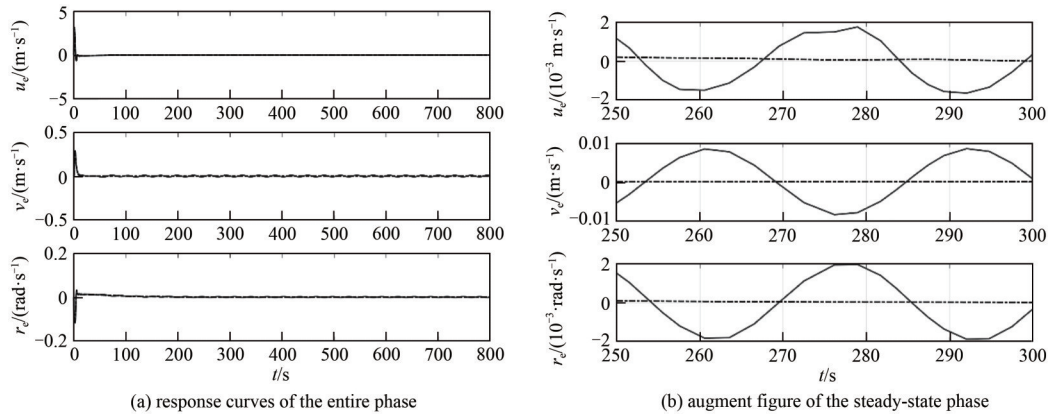 5
0
−5
u_e/(m·s⁻¹)
0 100 200 300 400 500 600 700 800
0.5
0
−0.5
v_e/(m·s⁻¹)
0 100 200 300 400 500 600 700 800
0.2
0
−0.2
r_e/(rad·s⁻¹)
0 100 200 300 400 500 600 700 800
t/s
(a) response curves of the entire phase
2
0
−2
u_e/(10⁻³ m·s⁻¹)
250 260 270 280 290 300
0.01
0
−0.01
v_e/(m·s⁻¹)
250 260 270 280 290 300
2
0
−2
r_e/(10⁻³·rad·s⁻¹)
250 260 270 280 290 300
t/s
(b) augment figure of the steady-state phase